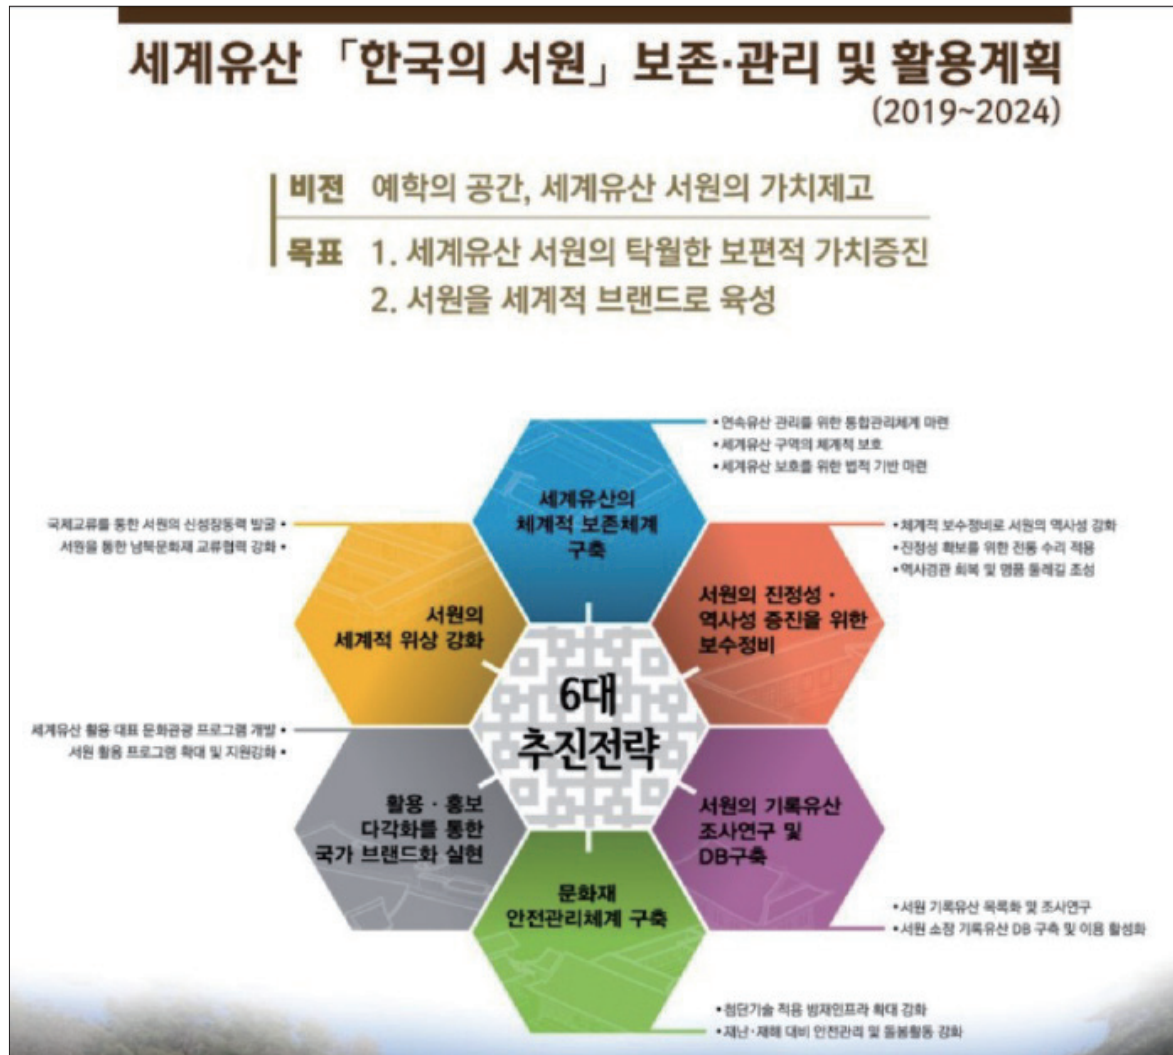 세계유산 「한국의 서원」 보존·관리 및 활용계획
(2019~2024)
비전 예학의 공간, 세계유산 서원의 가치제고
목표 1. 세계유산 서원의 탁월한 보편적 가치증진
2. 서원을 세계적 브랜드로 육성
6대
추진전략
세계유산의
체계적 보존체계
구축
• 연속유산 관리를 위한 통합관리체계 마련
• 세계유산 구역의 체계적 보호
• 세계유산 보호를 위한 법적 기반 마련
서원의 진정성 ·
역사성 증진을 위한
보수정비
• 체계적 보수정비로 서원의 역사성 강화
• 진정성 확보를 위한 전통 수리 적용
• 역사경관 회복 및 명품 둘레길 조성
서원의 기록유산
조사연구 및
DB구축
• 서원 기록유산 목록화 및 조사연구
• 서원 소장 기록유산 DB 구축 및 이용 활성화
문화재
안전관리체계 구축
• 첨단기술 적용 방재인프라 확대 강화
• 재난·재해 대비 안전관리 및 돌봄활동 강화
활용 · 홍보
다각화를 통한
국가 브랜드화 실현
세계유산 활용 대표 문화관광 프로그램 개발 •
서원 활용 프로그램 확대 및 지원강화 •
서원의
세계적 위상 강화
국제교류를 통한 서원의 신성장동력 발굴 •
서원을 통한 남북문화재 교류협력 강화 •